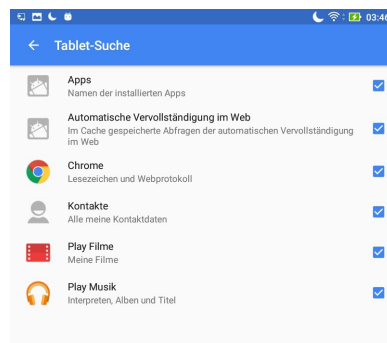 03:46
Tablet-Suche
Apps
Namen der installierten Apps
Automatische Vervollständigung im Web
Im Cache gespeicherte Abfragen der automatischen Vervollständigung
im Web
Chrome
Lesezeichen und Webprotokoll
Kontakte
Alle meine Kontaktdaten
Play Filme
Meine Filme
Play Musik
Interpreten, Alben und Titel